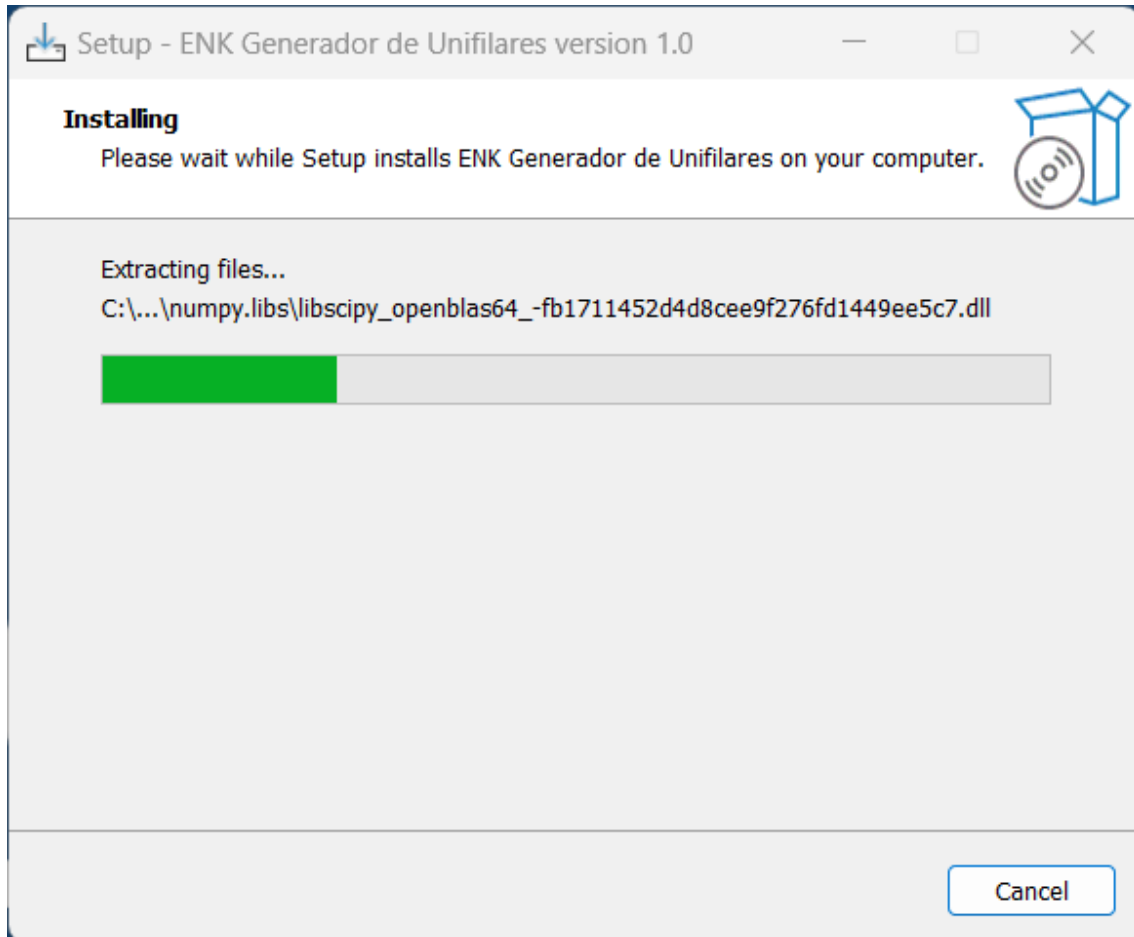 Setup - ENK Generador de Unifilares version 1.0
Installing
Please wait while Setup installs ENK Generador de Unifilares on your computer.
Extracting files...
C:\...\numpy.libs\libscipy_openblas64_-fb1711452d4d8cee9f276fd1449ee5c7.dll
Cancel